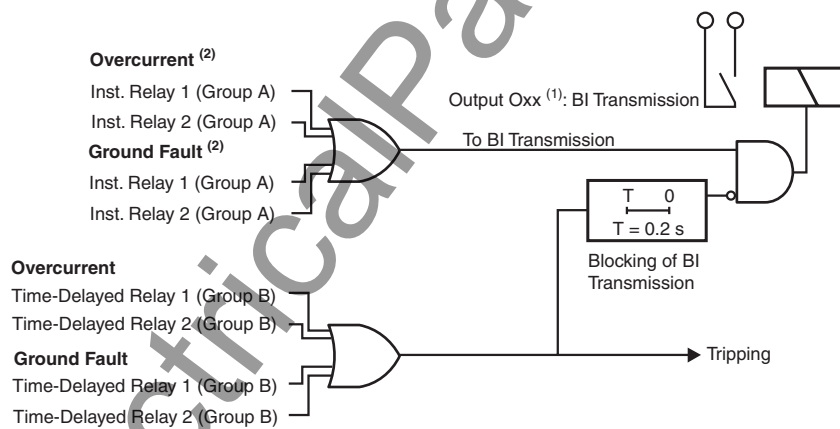 Overcurrent (2)
Inst. Relay 1 (Group A)
Inst. Relay 2 (Group A)
Ground Fault (2)
Inst. Relay 1 (Group A)
Inst. Relay 2 (Group A)
Output Oxx (1): BI Transmission
To BI Transmission
T 0
T = 0.2 s
Blocking of BI
Transmission
Overcurrent
Time-Delayed Relay 1 (Group B)
Time-Delayed Relay 2 (Group B)
Ground Fault
Time-Delayed Relay 1 (Group B)
Time-Delayed Relay 2 (Group B)
Tripping
ctricalPa